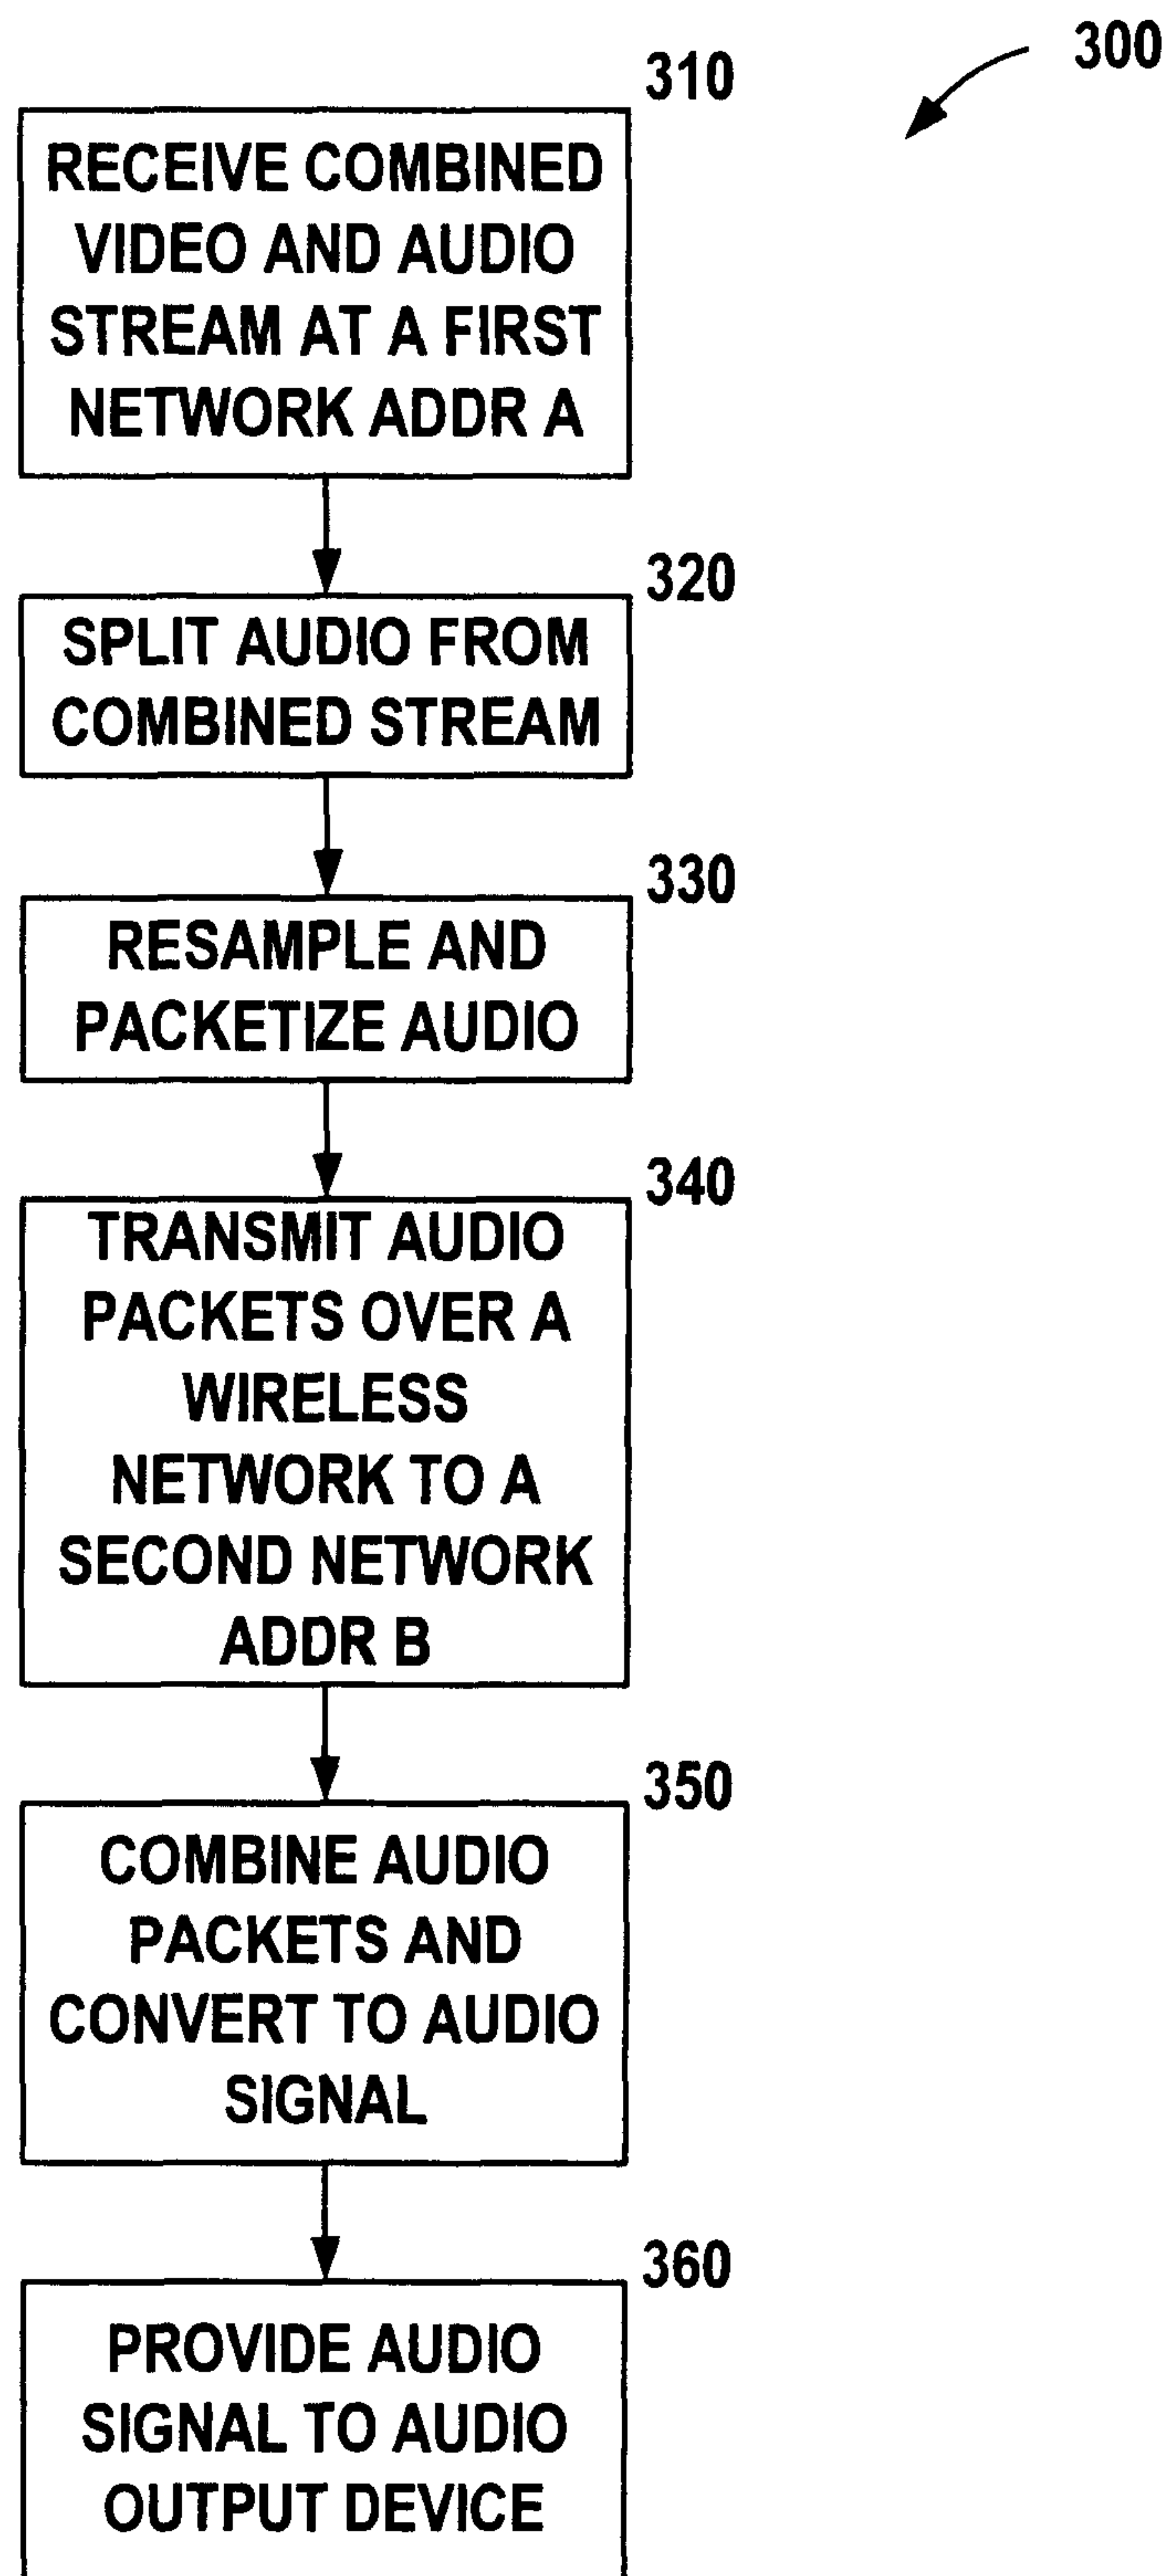 300
310
RECEIVE COMBINED
VIDEO AND AUDIO
STREAM AT A FIRST
NETWORK ADDR A
320
SPLIT AUDIO FROM
COMBINED STREAM
330
RESAMPLE AND
PACKETIZE AUDIO
340
TRANSMIT AUDIO
PACKETS OVER A
WIRELESS
NETWORK TO A
SECOND NETWORK
ADDR B
350
COMBINE AUDIO
PACKETS AND
CONVERT TO AUDIO
SIGNAL
360
PROVIDE AUDIO
SIGNAL TO AUDIO
OUTPUT DEVICE